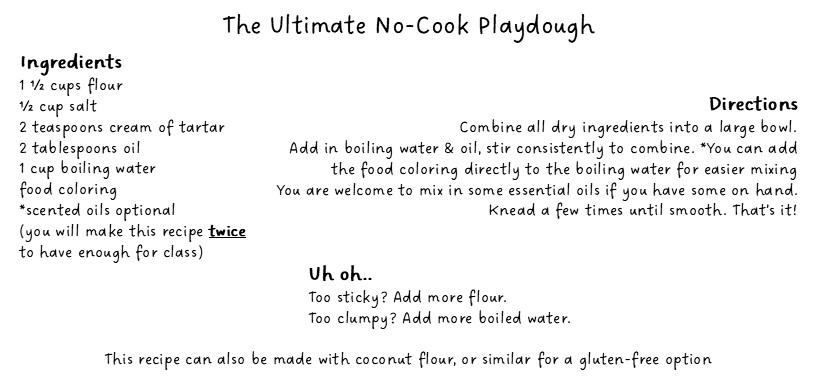 The Ultimate No-Cook Playdough
Ingredients
1 ½ cups flour
½ cup salt
2 teaspoons cream of tartar
2 tablespoons oil
1 cup boiling water
food coloring
*scented oils optional
(you will make this recipe twice
to have enough for class)
Directions
Combine all dry ingredients into a large bowl.
Add in boiling water & oil, stir consistently to combine. *You can add
the food coloring directly to the boiling water for easier mixing
You are welcome to mix in some essential oils if you have some on hand.
Knead a few times until smooth. That's it!
Uh oh..
Too sticky? Add more flour.
Too clumpy? Add more boiled water.
This recipe can also be made with coconut flour, or similar for a gluten-free option